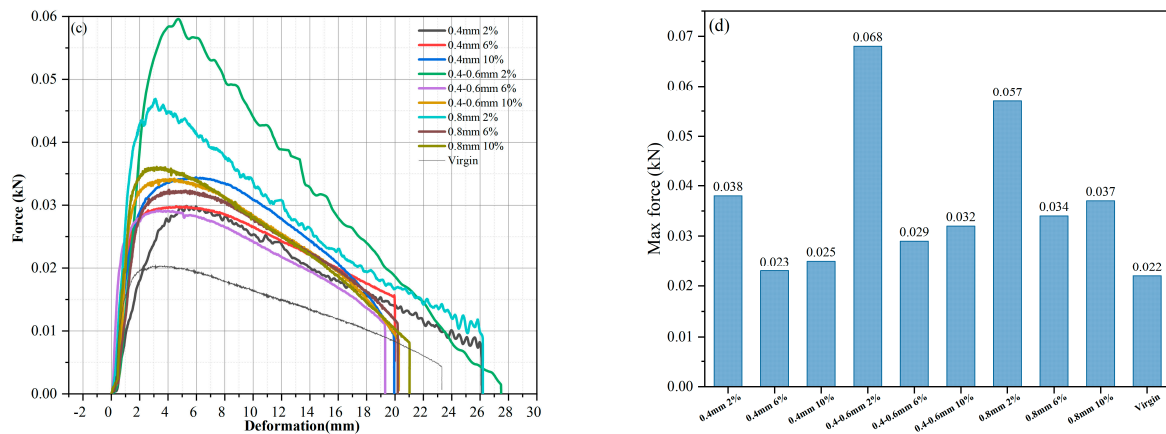 (c)
0.06
0.05
0.04
0.03
0.02
0.01
0.00
Force (kN)
-2 0 2 4 6 8 10 12 14 16 18 20 22 24 26 28 30
Deformation(mm)
0.4mm 2%
0.4mm 6%
0.4mm 10%
0.4-0.6mm 2%
0.4-0.6mm 6%
0.4-0.6mm 10%
0.8mm 2%
0.8mm 6%
0.8mm 10%
Virgin
(d)
0.07
0.06
0.05
0.04
0.03
0.02
0.01
0.00
Max force (kN)
0.038
0.023
0.025
0.068
0.029
0.032
0.057
0.034
0.037
0.022
0.4mm 2%
0.4mm 6%
0.4mm 10%
0.4-0.6mm 2%
0.4-0.6mm 6%
0.4-0.6mm 10%
0.8mm 2%
0.8mm 6%
0.8mm 10%
Virgin